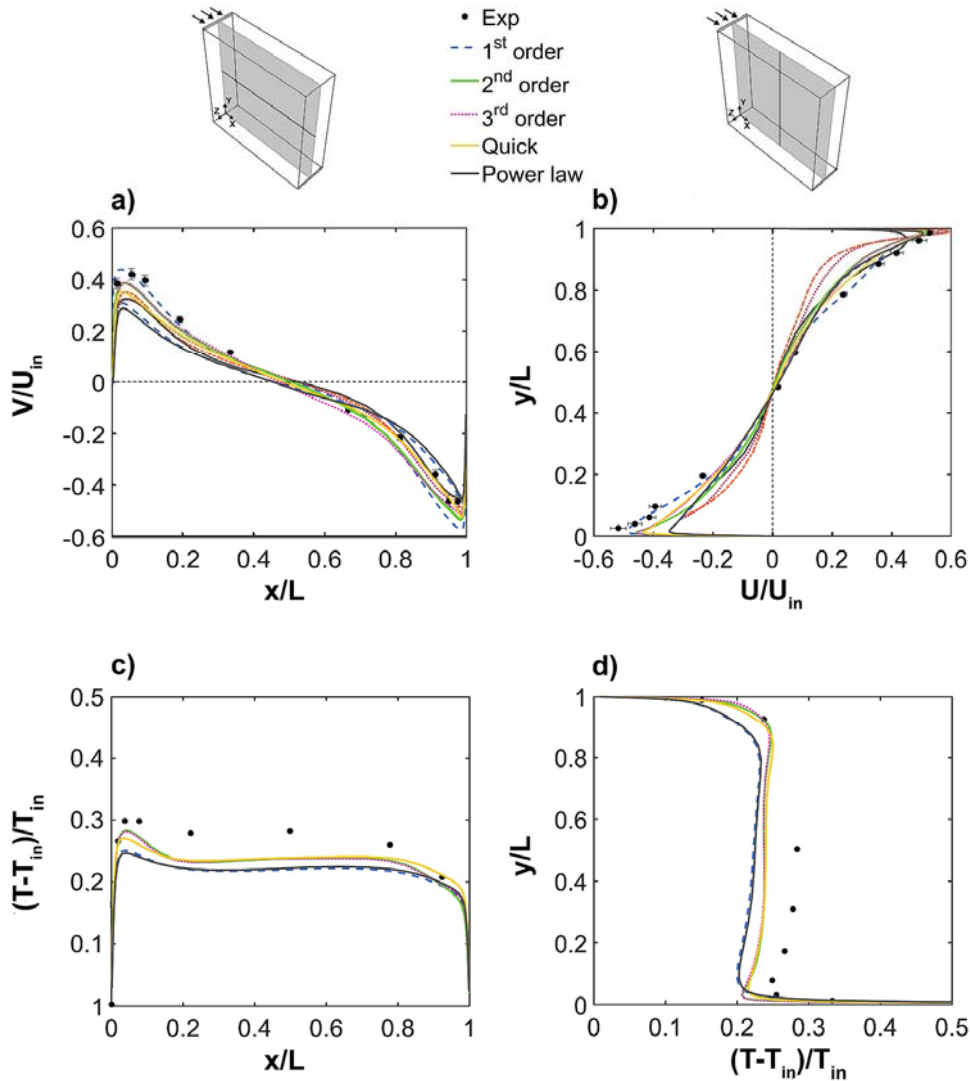 Exp
1st order
2nd order
3rd order
Quick
Power law
Y
Z
X
Y
Z
X
a)
0.6
0.4
0.2
0
-0.2
-0.4
-0.6
V/Uin
0 0.2 0.4 0.6 0.8 1
x/L
b)
1
0.8
0.6
0.4
0.2
0
y/L
-0.6 -0.4 -0.2 0 0.2 0.4 0.6
U/Uin
c)
0.5
0.4
0.3
0.2
0.1
1
(T-Tin)/Tin
0 0.2 0.4 0.6 0.8 1
x/L
d)
1
0.8
1
0.4
0.2
0
y/L
0 0.1 0.2 0.3 0.4 0.5
(T-Tin)/Tin